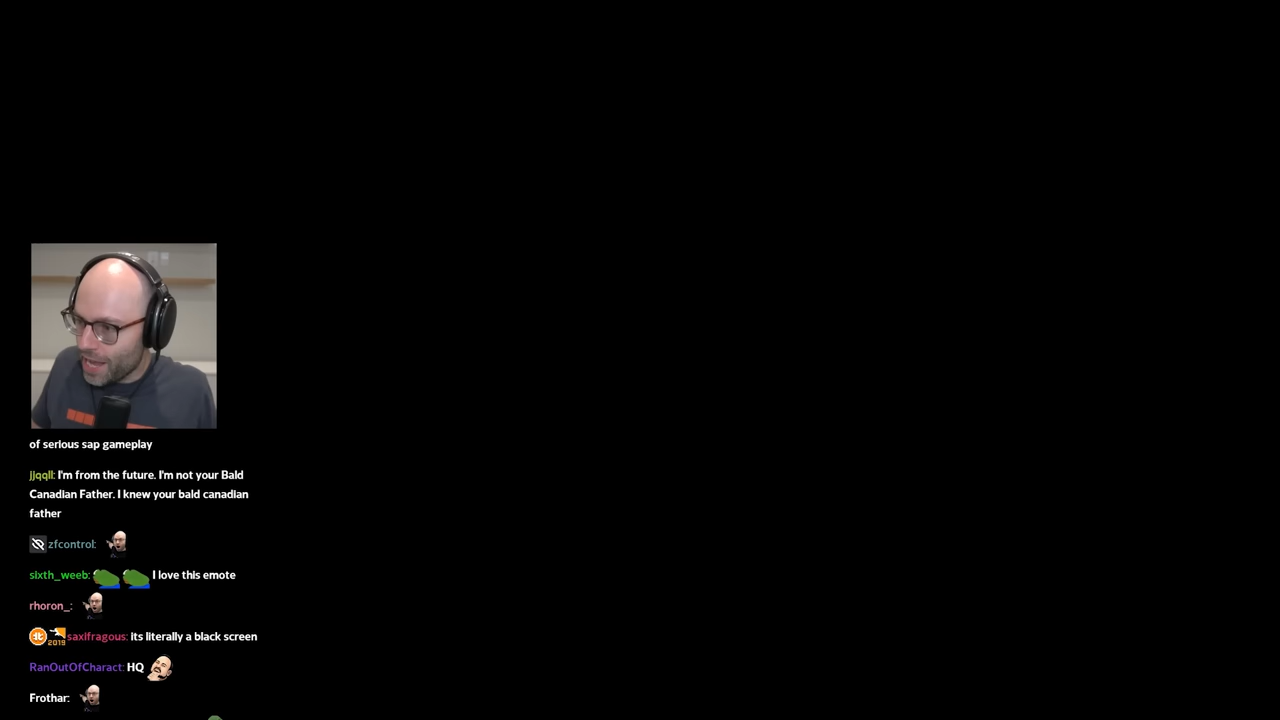 of serious sap gameplay
jjqqll: I'm from the future. I'm not your Bald
Canadian Father. I knew your bald canadian
father
zfcontrol:
sixth_weeb: I love this emote
rhoron_:
2019 saxifragous: its literally a black screen
RanOutOfCharact: HQ
Frothar: